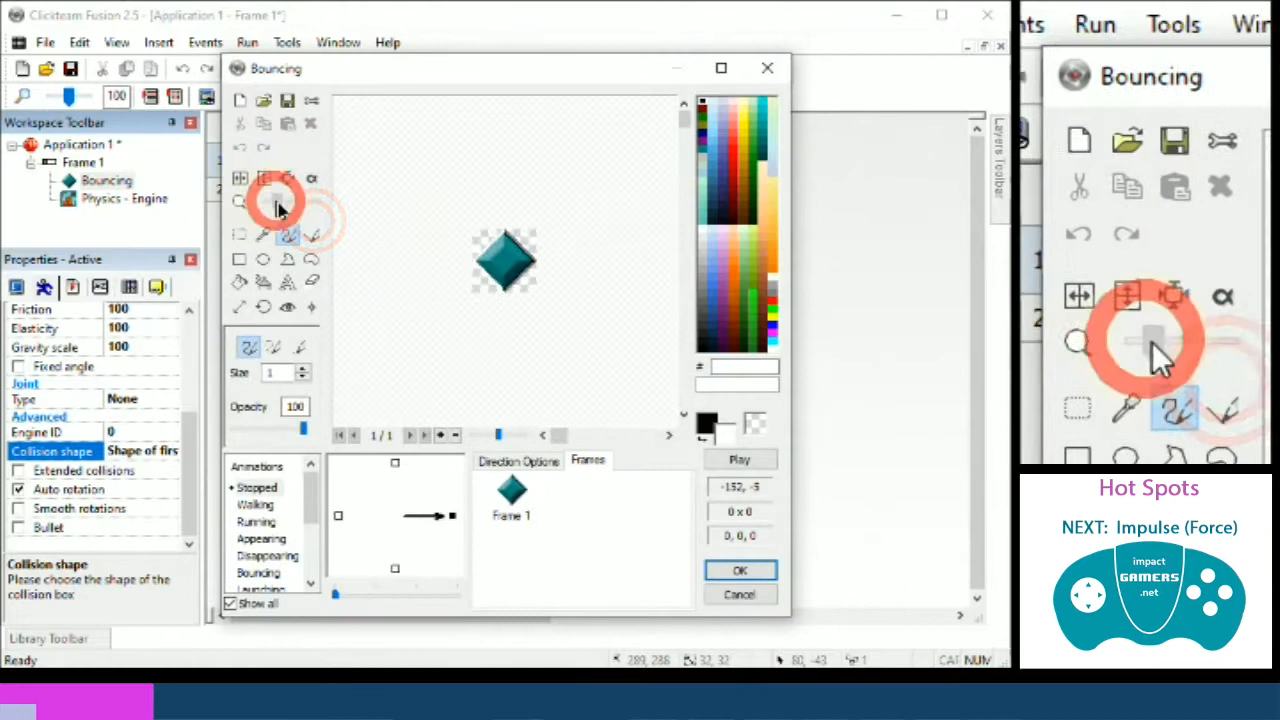 Clickteam Fusion 2.5 - [Application 1 - Frame 1*]
File Edit View Insert Events Run Tools Window Help
100
Workspace Toolbar
Application 1 *
Frame 1
Bouncing
Physics - Engine
Properties - Active
Friction 100
Elasticity 100
Gravity scale 100
Fixed angle
Joint
Type None
Advanced
Engine ID 0
Collision shape Shape of firs
Extended collisions
Auto rotation
Smooth rotations
Bullet
Collision shape
Please choose the shape of the
collision box
Library Toolbar
Ready
Bouncing
Size 1
Opacity 100
1 / 1
Animations
Stopped
Walking
Running
Appearing
Disappearing
Bouncing
Launching
Show all
Direction Options Frames
Frame 1
#
Play
-152, -5
0 x 0
0, 0, 0
OK
Cancel
Layers Toolbar
289, 288 32, 32 80, -43 1 CAP NUM
nts Run Tools Win
Bouncing
Hot Spots
NEXT: Impulse (Force)
impact
GAMERS
.net